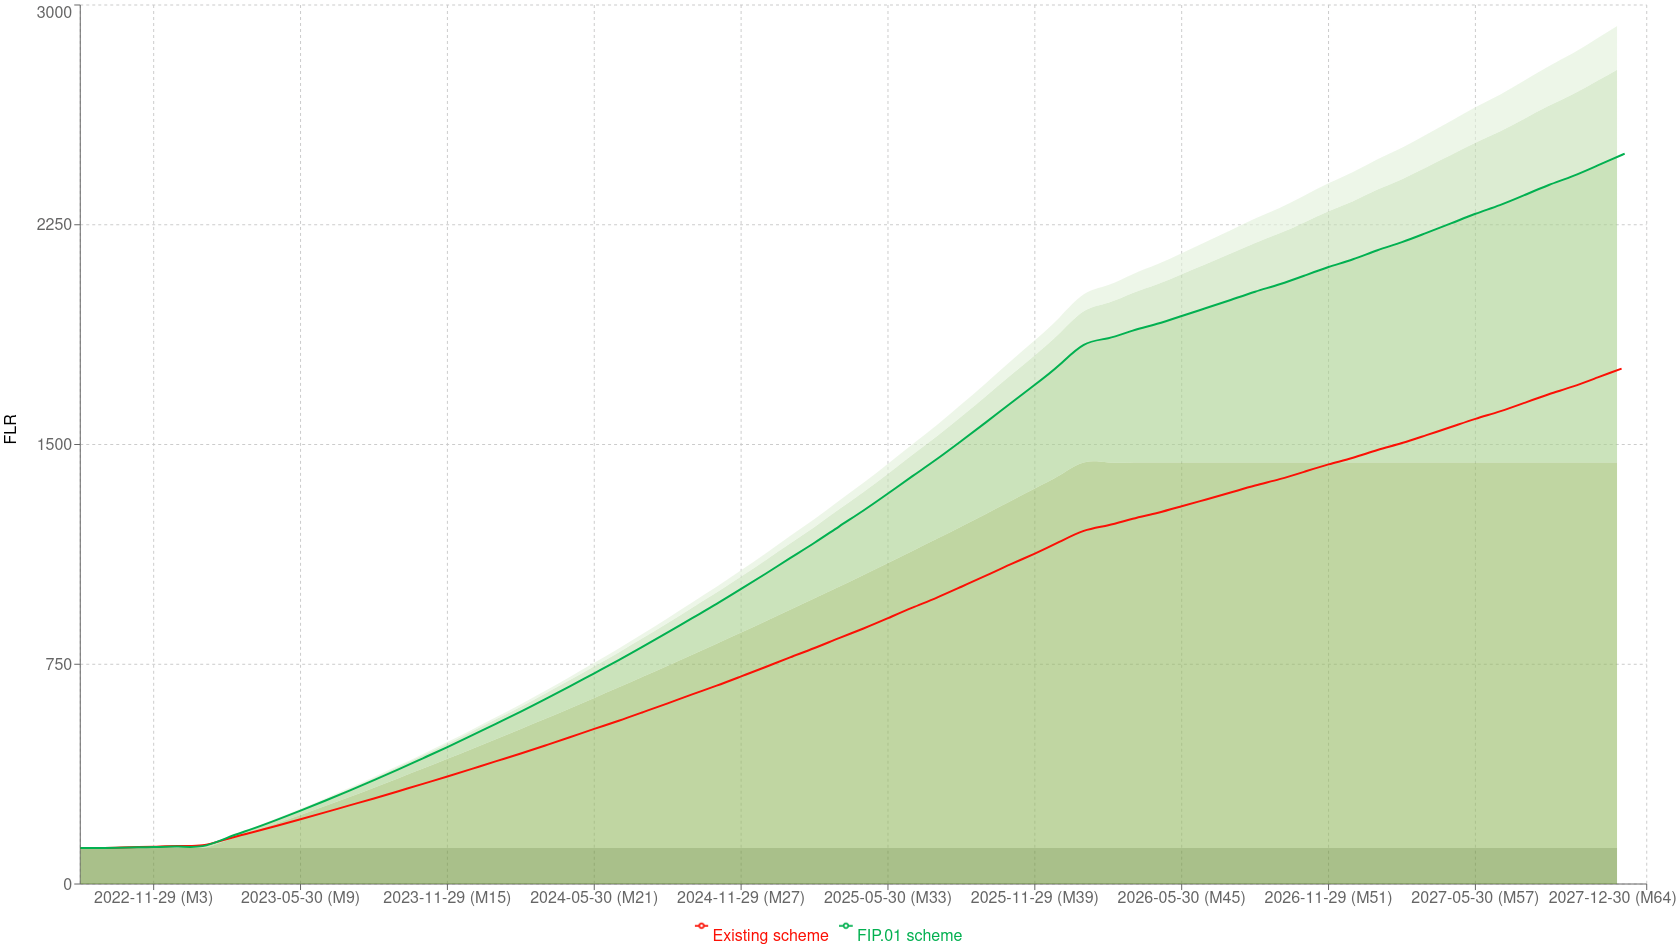 3000
2250
1500
750
0
FLR
2022-11-29 (M3) 2023-05-30 (M9) 2023-11-29 (M15) 2024-05-30 (M21) 2024-11-29 (M27) 2025-05-30 (M33) 2025-11-29 (M39) 2026-05-30 (M45) 2026-11-29 (M51) 2027-05-30 (M57) 2027-12-30 (M64)
Existing scheme FIP.01 scheme